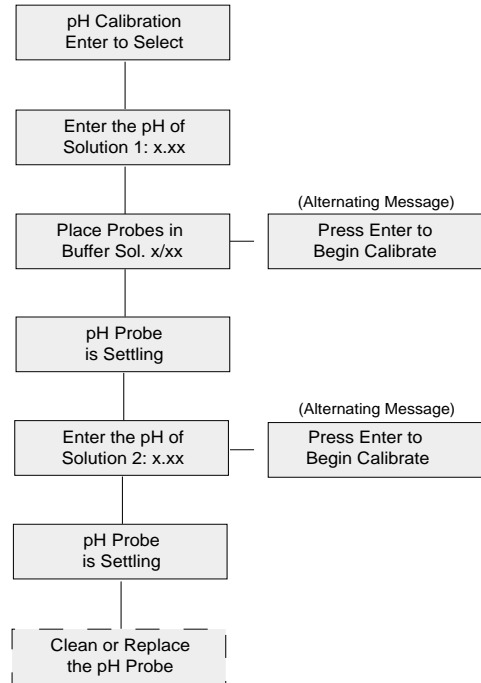 pH Calibration
Enter to Select
Enter the pH of
Solution 1: x.xx
(Alternating Message)
Place Probes in
Buffer Sol. x/xx
Press Enter to
Begin Calibrate
pH Probe
is Settling
(Alternating Message)
Enter the pH of
Solution 2: x.xx
Press Enter to
Begin Calibrate
pH Probe
is Settling
Clean or Replace
the pH Probe